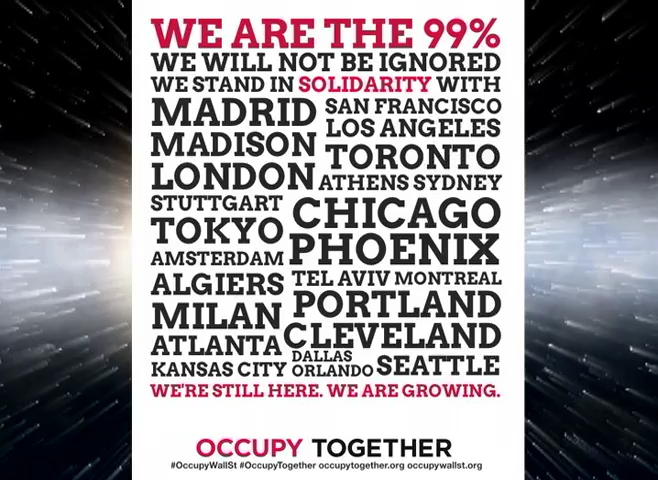 WE ARE THE 99%
WE WILL NOT BE IGNORED
WE STAND IN SOLIDARITY WITH
MADRID
SAN FRANCISCO
LOS ANGELES
MADISON
TORONTO
LONDON
ATHENS SYDNEY
STUTTGART
CHICAGO
TOKYO
PHOENIX
AMSTERDAM
TEL AVIV MONTREAL
ALGIERS
PORTLAND
MILAN
CLEVELAND
ATLANTA
DALLAS
KANSAS CITY
ORLANDO
SEATTLE
WE'RE STILL HERE. WE ARE GROWING.
OCCUPY TOGETHER
#OccupyWallSt #OccupyTogether occupytogether.org occupywallst.org